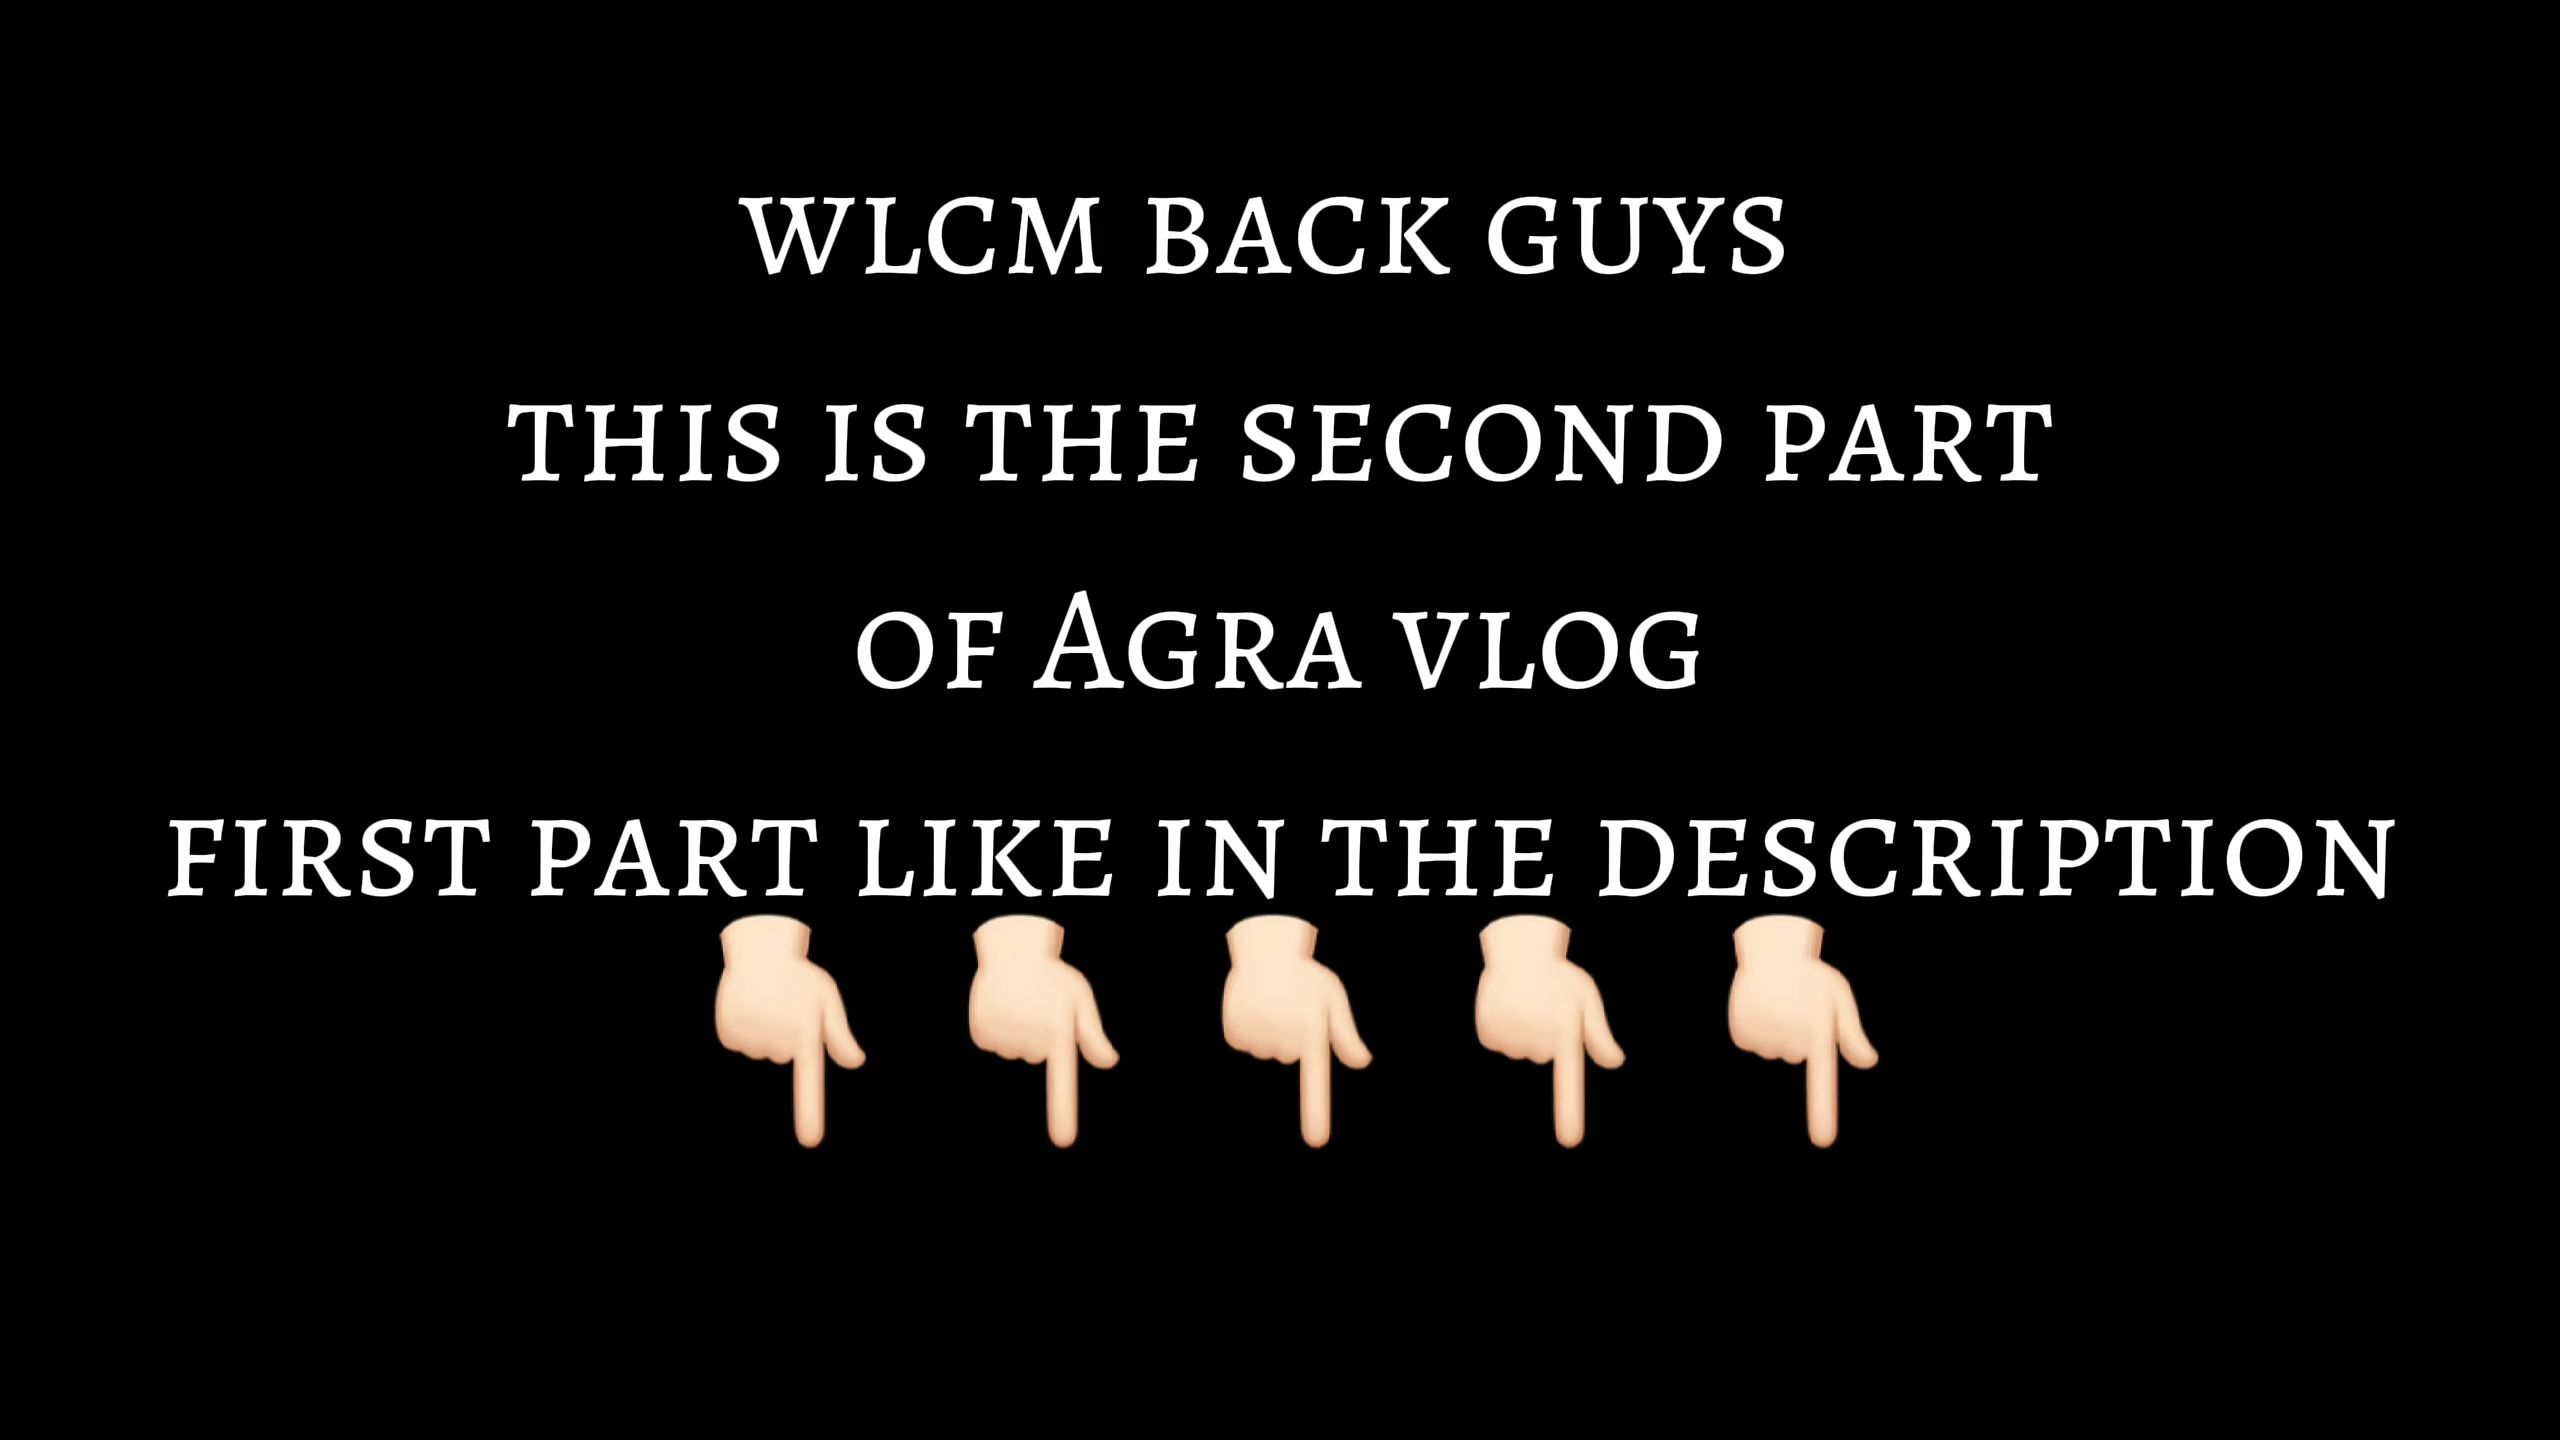 wlcm back guys
this is the second part
of Agra vlog
first part like in the description
👇🏻 👇🏻 👇🏻 👇🏻 👇🏻